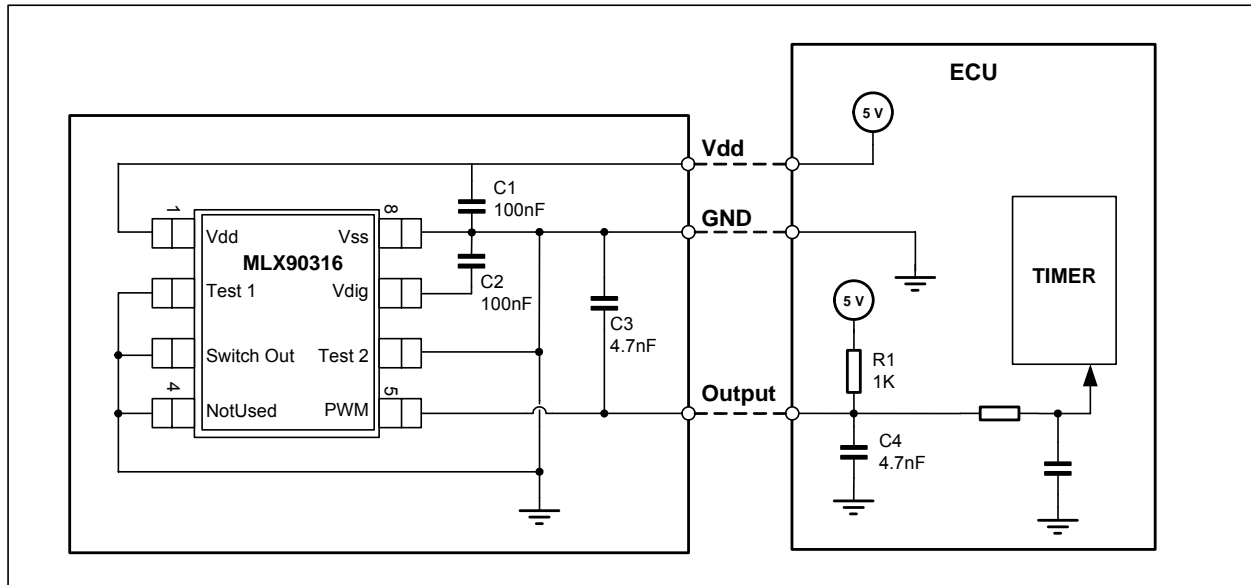 ECU
5 V
Vdd
C1
100nF
1
8
Vdd
Vss
GND
MLX90316
C2
100nF
Test 1
Vdig
TIMER
5 V
C3
4.7nF
Switch Out
Test 2
R1
1K
4
5
NotUsed
PWM
Output
C4
4.7nF